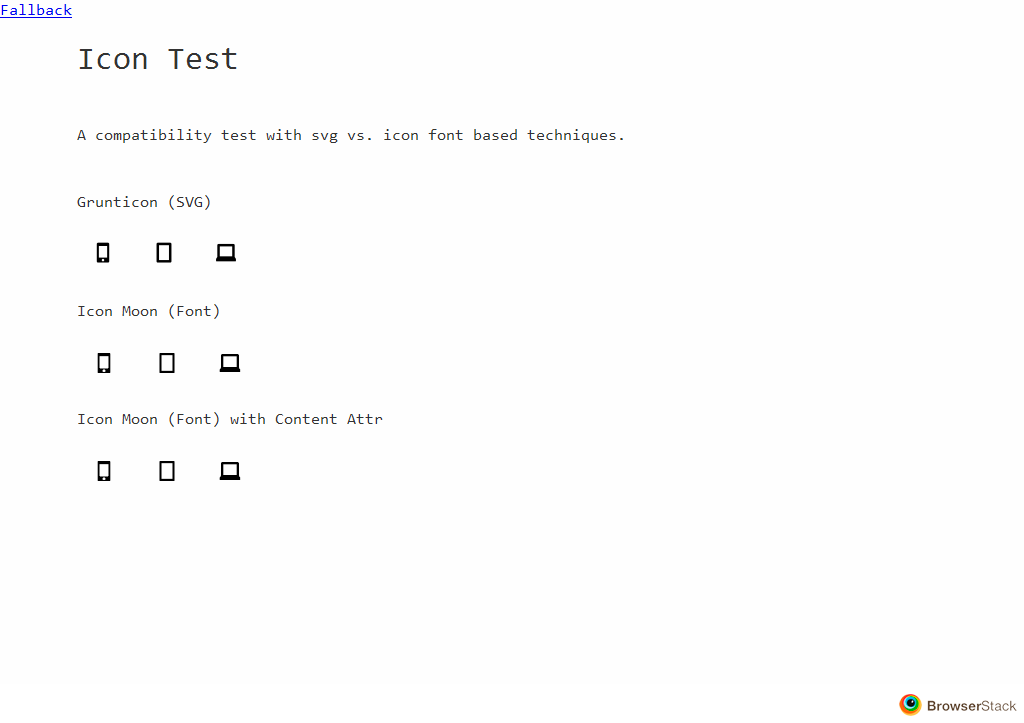 Fallback
Icon Test
A compatibility test with svg vs. icon font based techniques.
Grunticon (SVG)
Icon Moon (Font)
Icon Moon (Font) with Content Attr
BrowserStack